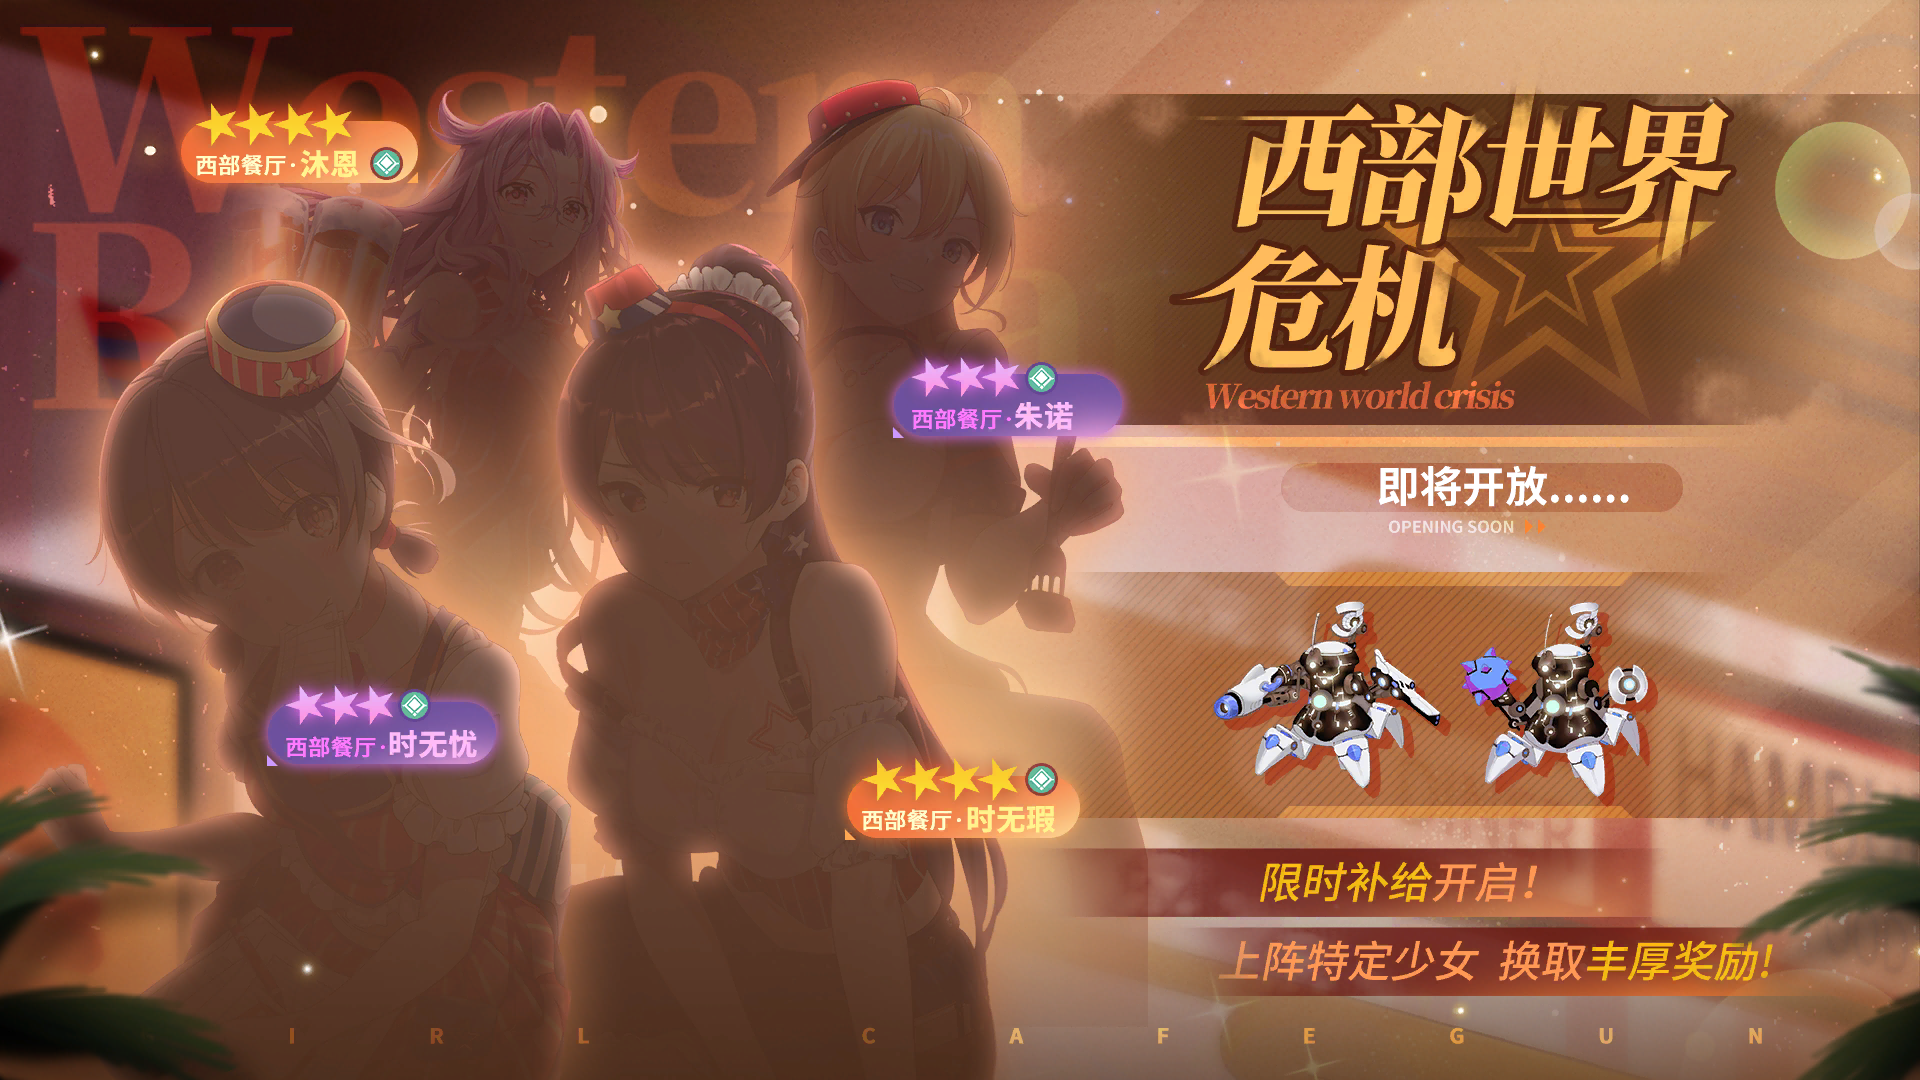 Western
R
西部餐厅·沐恩
西部餐厅·朱诺
西部餐厅·时无忧
西部餐厅·时无瑕
西部世界
危机
Western world crisis
即将开放......
OPENING SOON
限时补给开启!
上阵特定少女 换取丰厚奖励!
I R L C A F E G U N